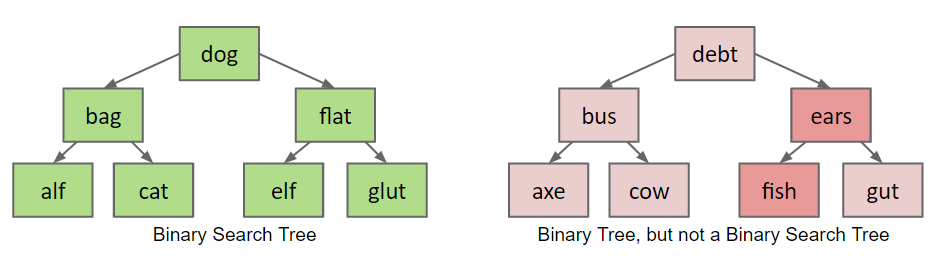 dog
debt
bag
flat
bus
ears
alf
cat
elf
glut
axe
cow
fish
gut
Binary Search Tree
Binary Tree, but not a Binary Search Tree